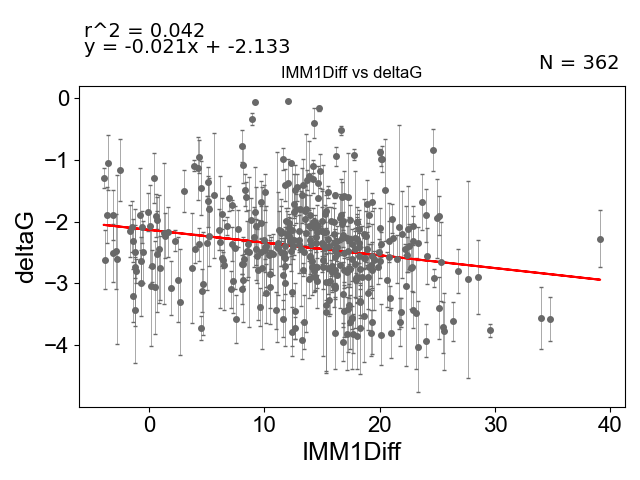 r^2 = 0.042
y = -0.021x + -2.133
N = 362
IMM1Diff vs deltaG
0
−1
−2
−3
−4
deltaG
0 10 20 30 40
IMM1Diff